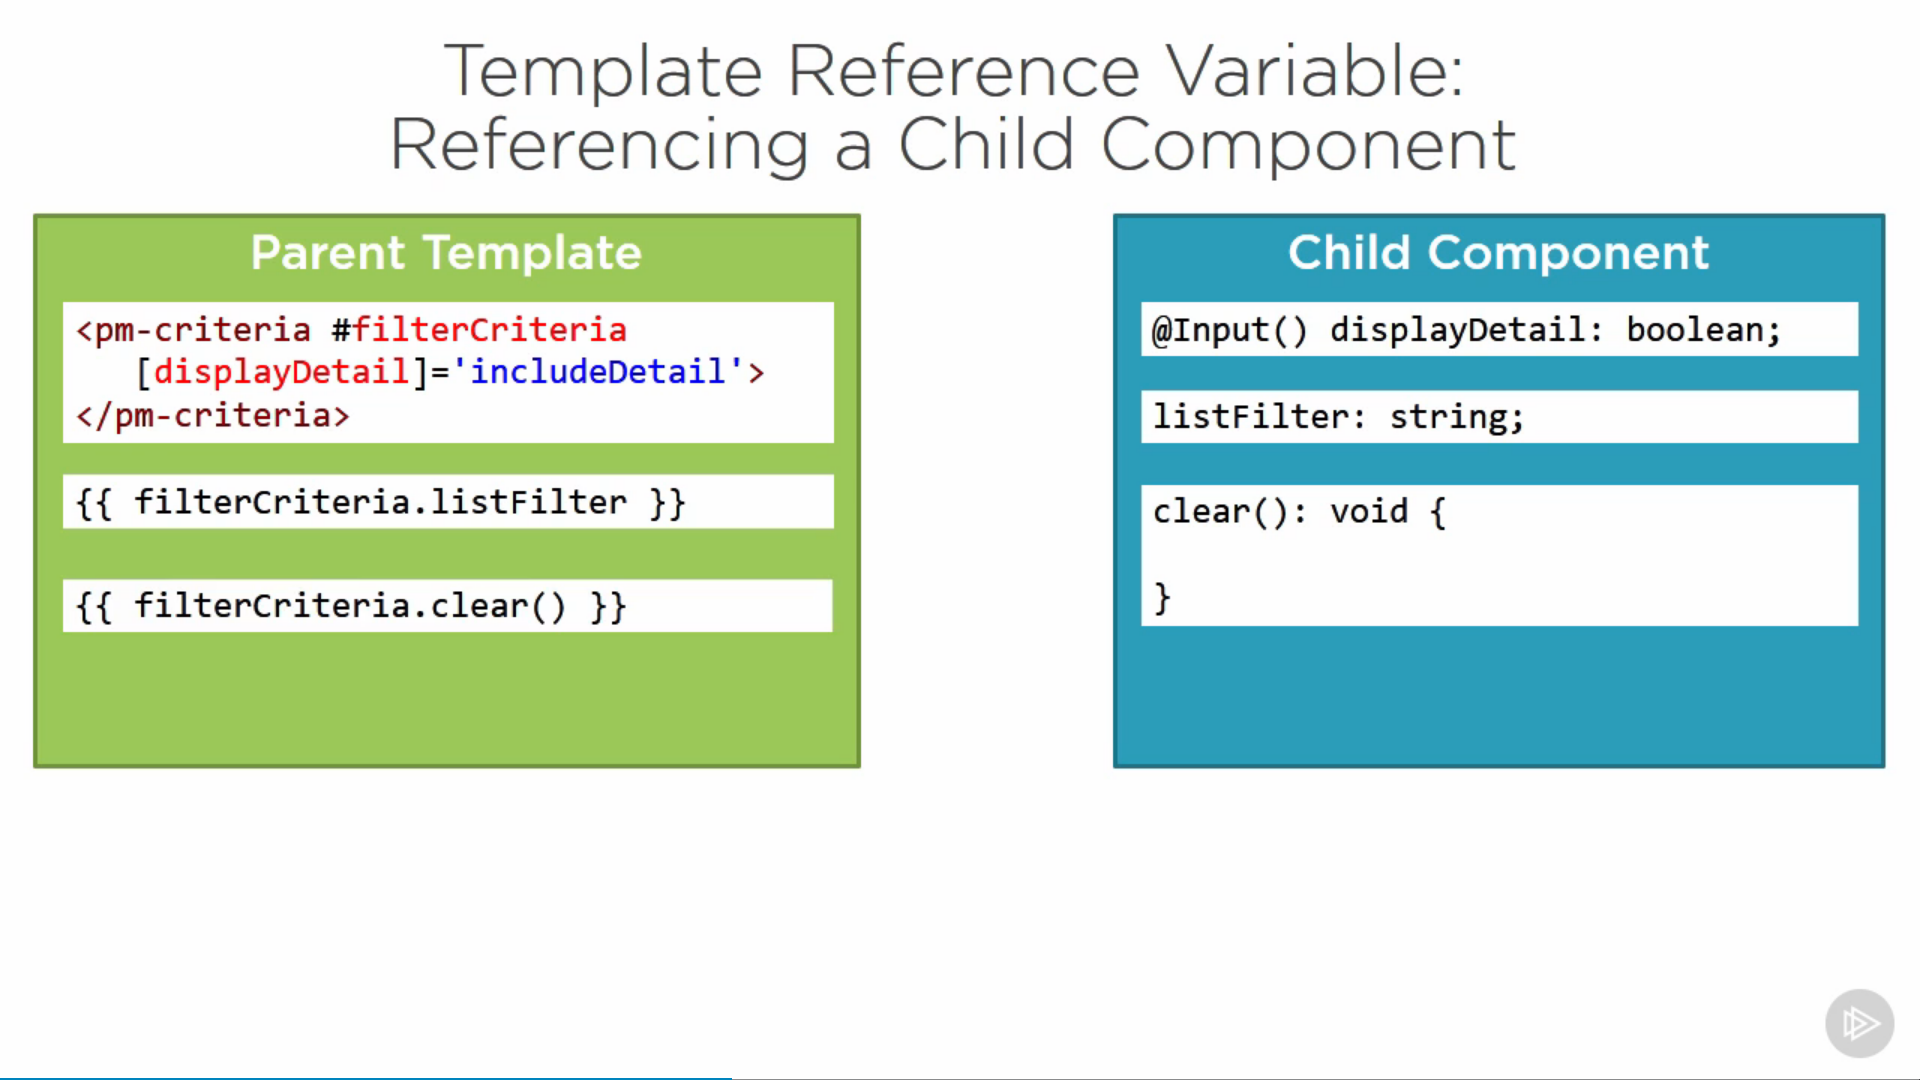 Template Reference Variable:
Referencing a Child Component
Parent Template
<pm-criteria #filterCriteria
[displayDetail]='includeDetail'>
</pm-criteria>
{{ filterCriteria.listFilter }}
{{ filterCriteria.clear() }}
Child Component
@Input() displayDetail: boolean;
listFilter: string;
clear(): void {
}